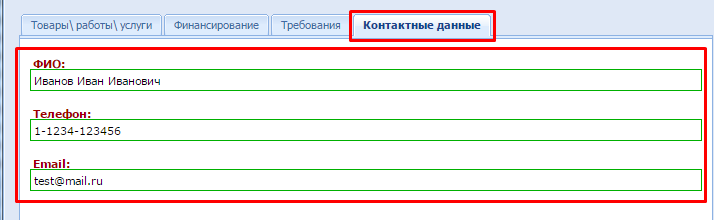 Товары\ работы\ услуги Финансирование Требования Контактные данные
ФИО:
Иванов Иван Иванович
Телефон:
1-1234-123456
Email:
test@mail.ru